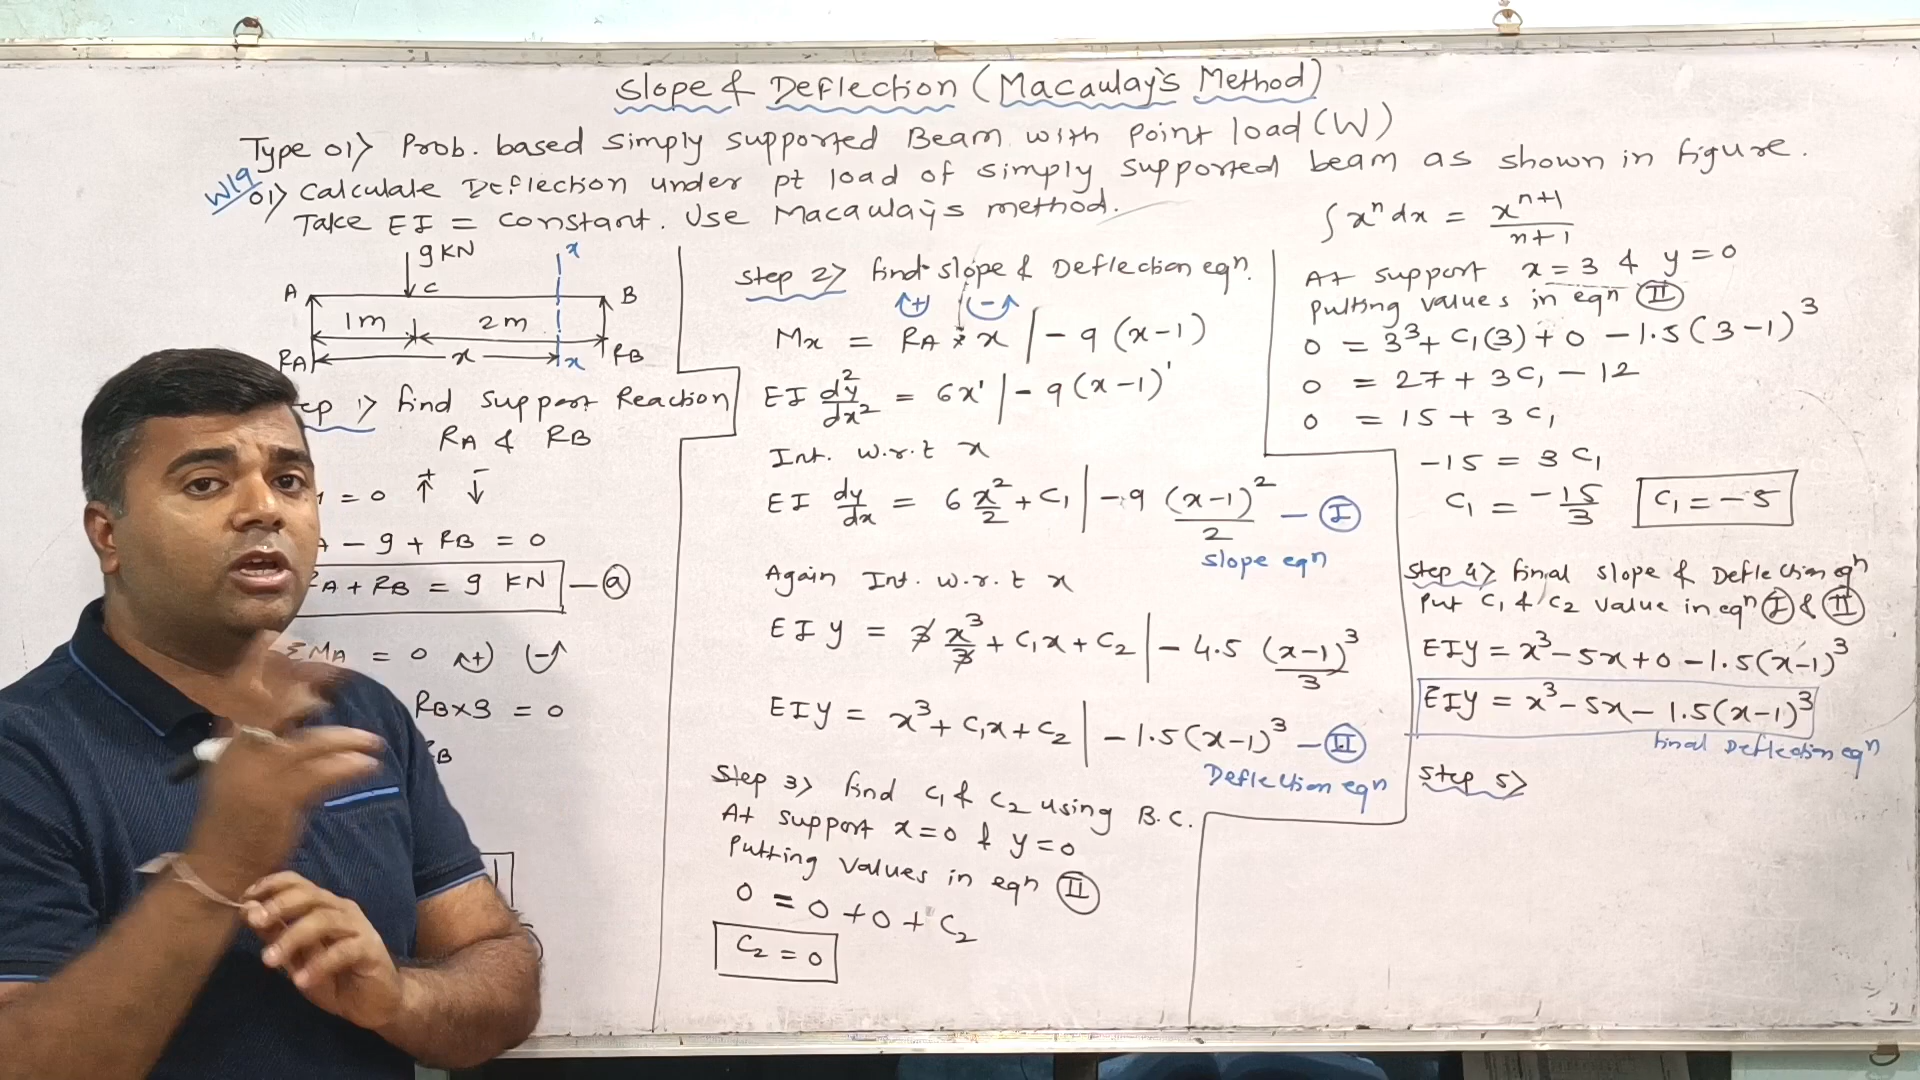 Slope & Deflection (Macaulay's Method)
Type 01> Prob. based simply supported Beam with point load (W)
W19
01> Calculate Deflection under pt load of simply supported beam as shown in figure.
Take EI = constant. Use Macaulay's method.
9 KN
x
A
C
B
1m
2m
RA
x
x
RB
ep 1> find support Reaction
RA & RB
= 0 ↑+ ↓-
- 9 + RB = 0
RA + RB = 9 KN — (a)
ΣMA = 0 (+) (-)
RB×3 = 0
B
Step 2> find slope & Deflection eqn.
(+) (-)
Mx = RA × x | - 9 (x-1)
EI d²y/dx² = 6x' | - 9 (x-1)'
Int. w.r.t x
EI dy/dx = 6 x²/2 + C₁ | - 9 (x-1)²/2 — (I)
slope eqn
Again Int. w.r.t x
EI y = 3 x³/3 + C₁x + C₂ | - 4.5 (x-1)³/3
EIy = x³ + C₁x + C₂ | - 1.5(x-1)³ — (II)
Deflection eqn
Step 3> find C₁ & C₂ using B.C.
At support x=0 & y=0
Putting values in eqn (II)
0 = 0 + 0 + C₂
C₂ = 0
∫xⁿ dx = xⁿ⁺¹/n+1
At support x=3 & y=0
Putting values in eqn (II)
0 = 3³ + C₁(3) + 0 - 1.5(3-1)³
0 = 27 + 3C₁ - 12
0 = 15 + 3C₁
-15 = 3C₁
C₁ = -15/3
C₁ = -5
Step 4> final slope & Deflection eqn
Put C₁ & C₂ value in eqn (I) & (II)
EIy = x³ - 5x + 0 - 1.5(x-1)³
EIy = x³ - 5x - 1.5(x-1)³
final Deflection eqn
Step 5>